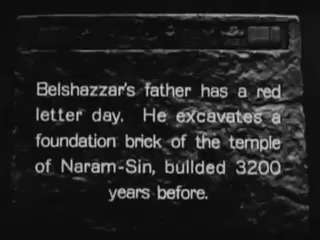 Belshazzar's father has a red
letter day. He excavates a
foundation brick of the temple
of Naram-Sin, builded 3200
years before.